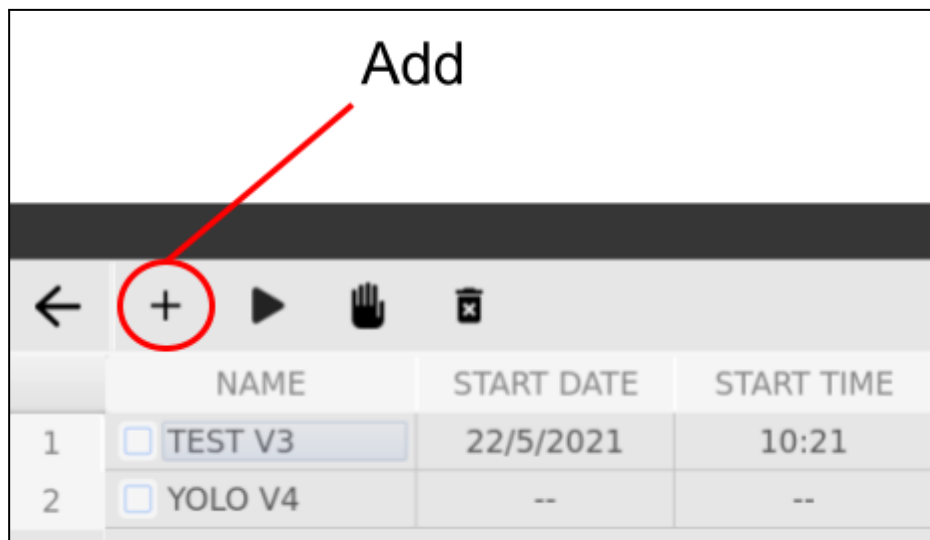 Add
NAME START DATE START TIME
1 TEST V3 22/5/2021 10:21
2 YOLO V4 -- --